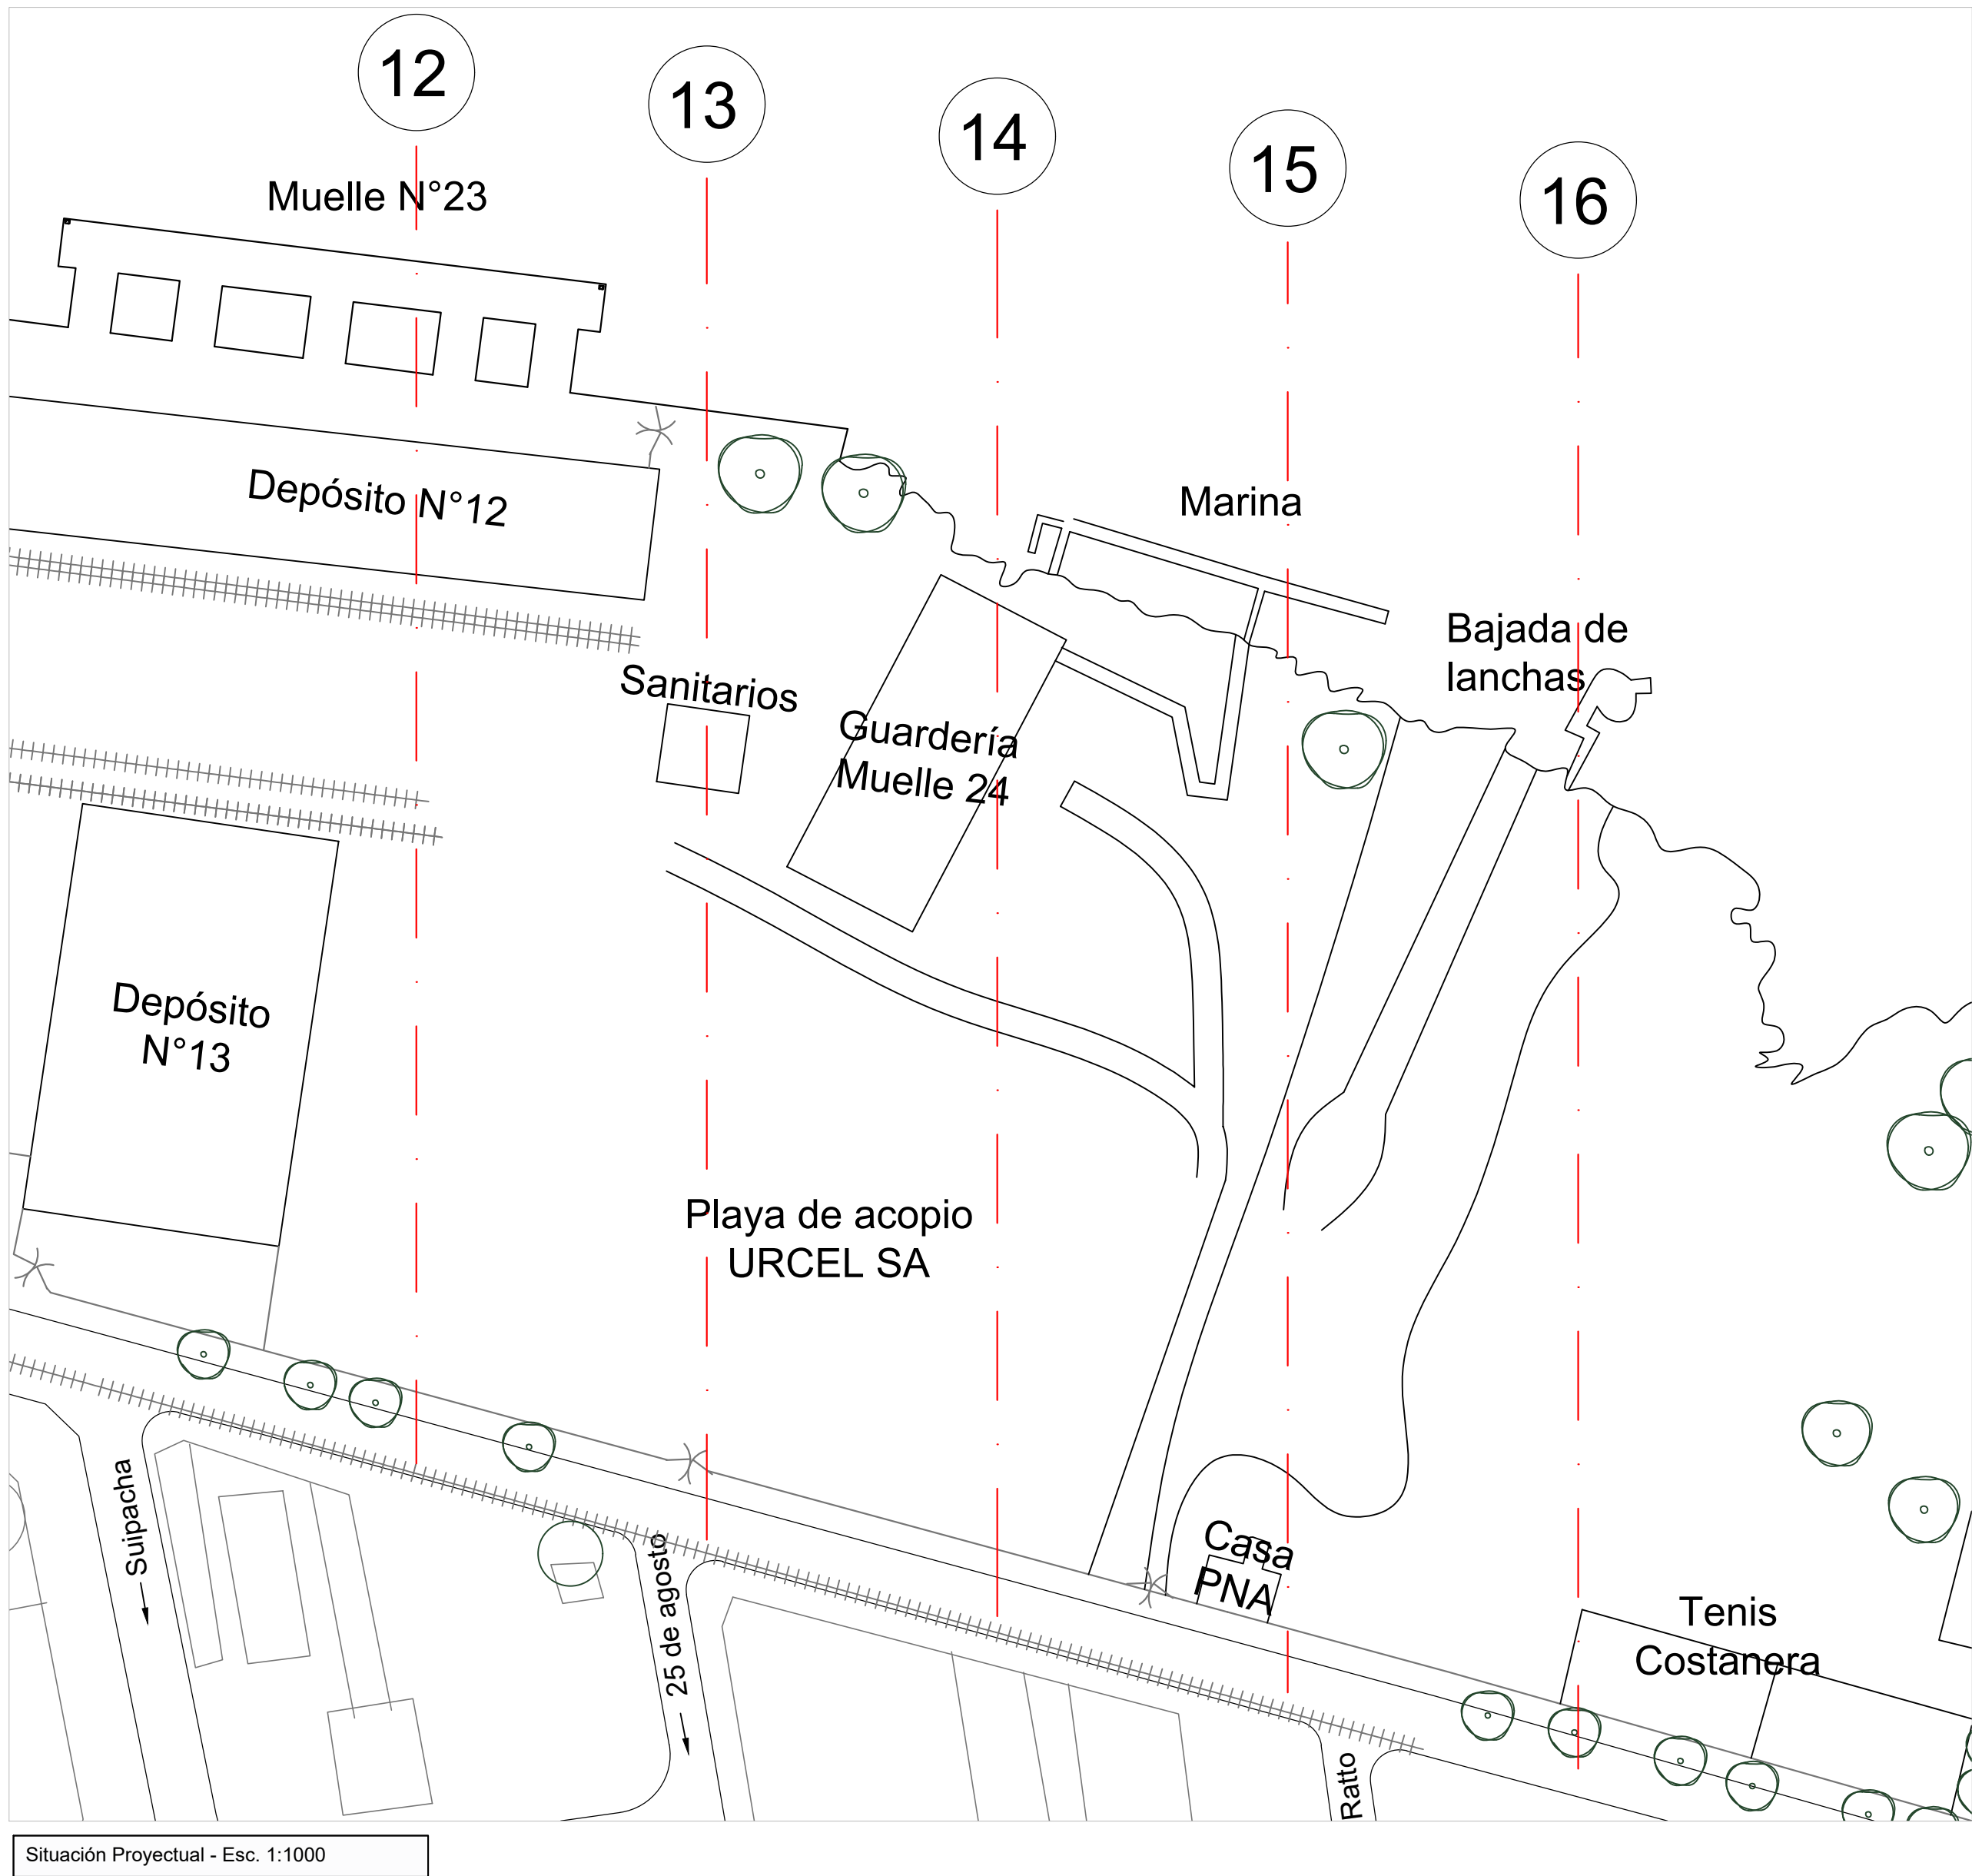 12
13
14
15
16
Muelle N°23
Depósito N°12
Marina
Bajada de
lanchas
Sanitarios
Guardería
Muelle 24
Depósito
N°13
Playa de acopio
URCEL SA
Suipacha
25 de agosto
Casa
PNA
Tenis
Costanera
Ratto
Situación Proyectual - Esc. 1:1000